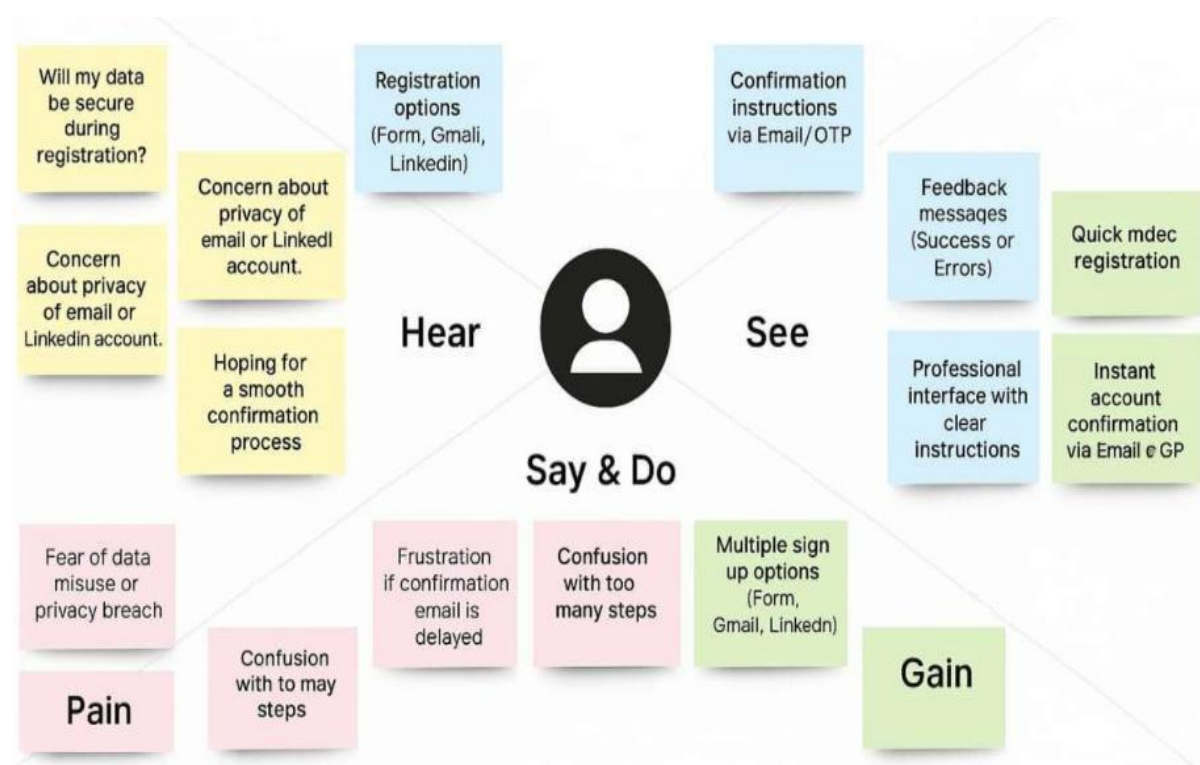 Will my data
be secure
during
registration?
Concern about
privacy of
email or LinkedI
account.
Concern
about privacy
of email or
Linkedin account.
Hoping for
a smooth
confirmation
process
Registration
options
(Form, Gmali,
Linkedin)
Confirmation
instructions
via Email/OTP
Feedback
messaqes
(Success or
Errors)
Quick mdec
registration
Hear
See
Professional
interface with
clear
instructions
Instant
account
confirmation
via Email e GP
Say & Do
Fear of data
misuse or
privacy breach
Pain
Confusion
with to may
steps
Frustration
if confirmation
email is
delayed
Confusion
with too
many steps
Multiple sign
up options
(Form,
Gmail, Linkedn)
Gain